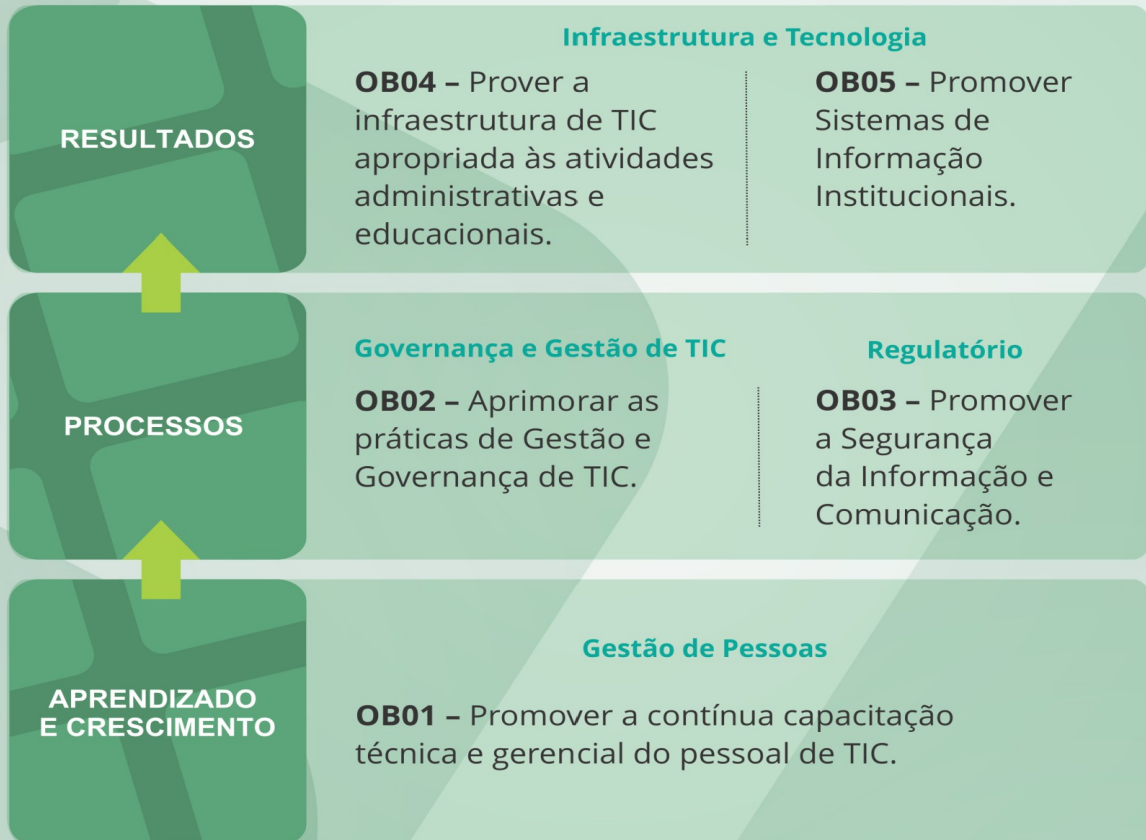 RESULTADOS
Infraestrutura e Tecnologia
OB04 – Prover a
infraestrutura de TIC
apropriada às atividades
administrativas e
educacionais.
OB05 – Promover
Sistemas de
Informação
Institucionais.
PROCESSOS
Governança e Gestão de TIC
OB02 – Aprimorar as
práticas de Gestão e
Governança de TIC.
Regulatório
OB03 – Promover
a Segurança
da Informação e
Comunicação.
APRENDIZADO
E CRESCIMENTO
Gestão de Pessoas
OB01 – Promover a contínua capacitação
técnica e gerencial do pessoal de TIC.